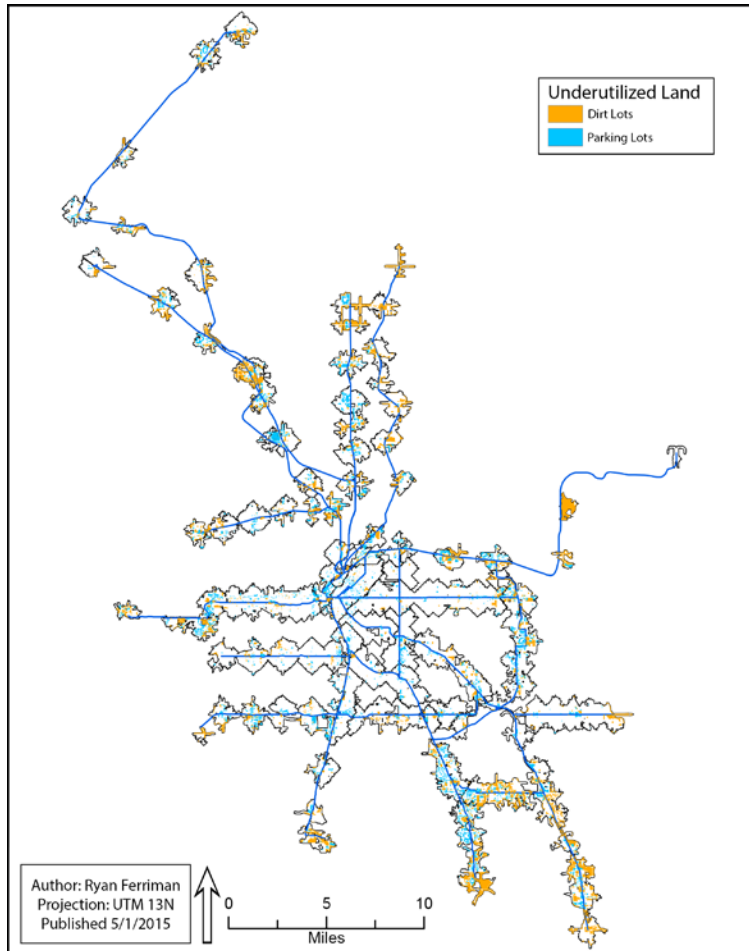 Underutilized Land
Dirt Lots
Parking Lots
Author: Ryan Ferriman
Projection: UTM 13N
Published 5/1/2015
0 5 10
Miles